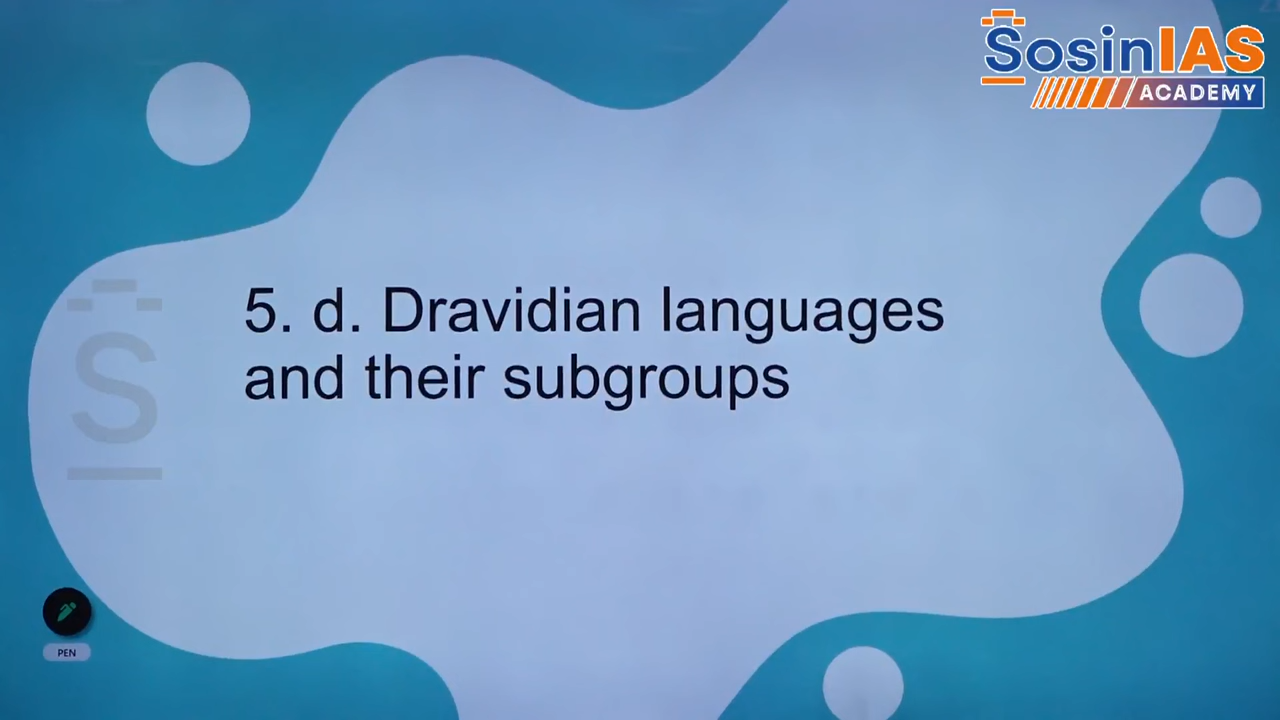 SosinIAS
ACADEMY
5. d. Dravidian languages
and their subgroups
S
PEN